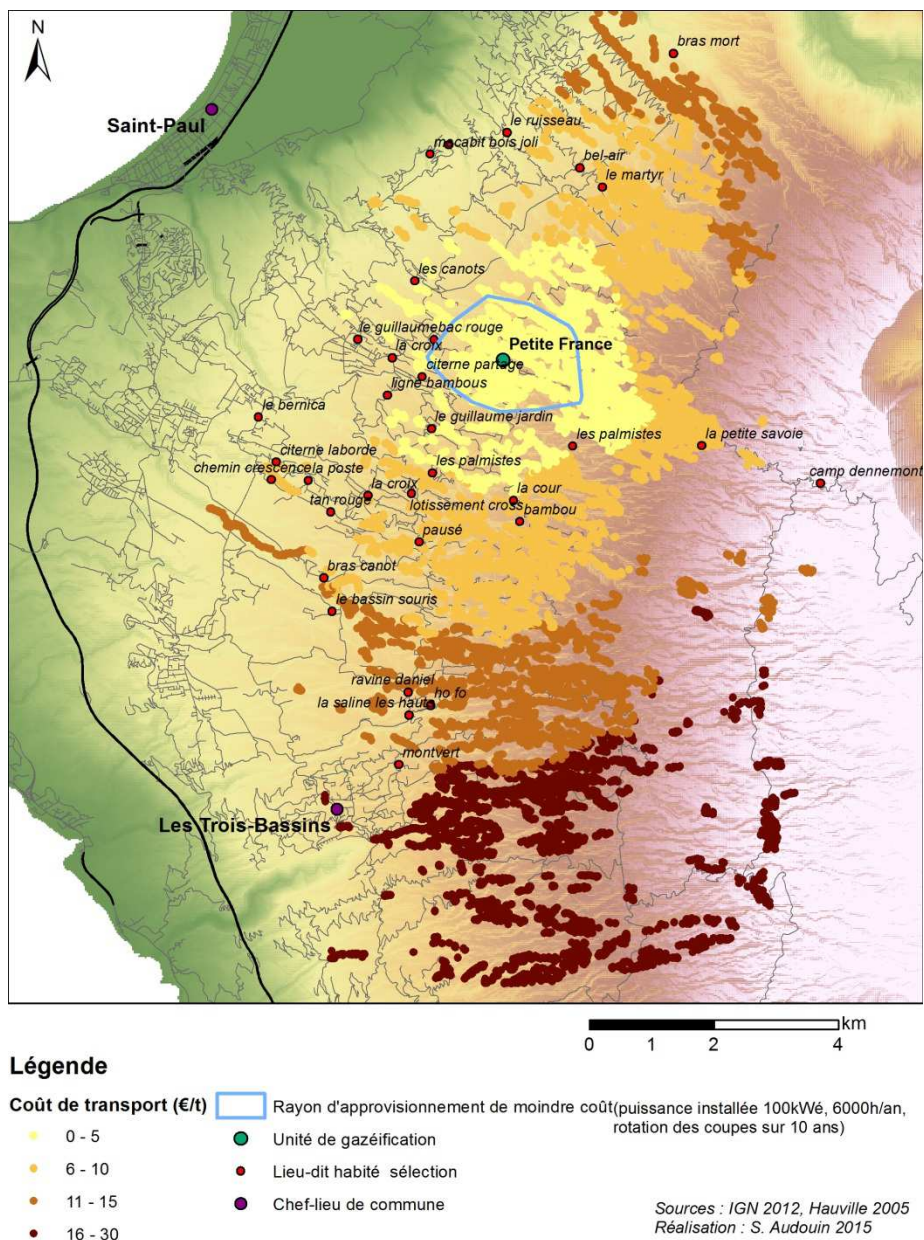 N
bras mort
Saint-Paul
le ruisseau
macabit bois joli
bel-air
le martyr
les canots
le guillaumebac rouge
la croix
Petite France
citerne partage
ligne bambous
le bernica
le guillaume jardin
les palmistes
la petite savoie
citerne laborde
les palmistes
chemin crescence
la poste
camp dennemont
la croix
la cour
tan rouge
lotissement cross
bambou
pausé
bras canot
le bassin souris
ravine daniel
ho fo
la saline les hauts
montvert
Les Trois-Bassins
km
0 1 2 4
Légende
Coût de transport (€/t)
0 - 5
6 - 10
11 - 15
16 - 30
Rayon d'approvisionnement de moindre coût (puissance installée 100kWé, 6000h/an,
rotation des coupes sur 10 ans)
Unité de gazéification
Lieu-dit habité sélection
Chef-lieu de commune
Sources : IGN 2012, Hauville 2005
Réalisation : S. Audouin 2015